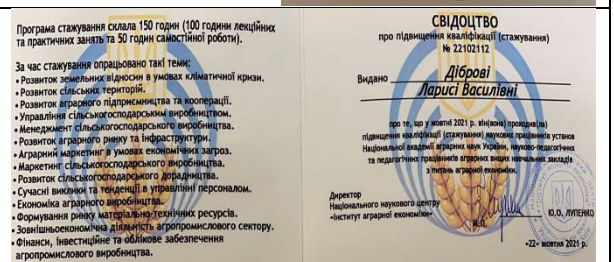 Програма стажування склала 150 годин (100 години лекційних
та практичних занять та 50 годин самостійної роботи).
За час стажування опрацьовано такі теми:
• Розвиток земельних відносин в умовах кліматичної кризи.
• Розвиток сільських територій.
• Розвиток аграрного підприємництва та кооперації.
• Управління сільськогосподарським виробництвом.
• Менеджмент сільськогосподарського виробництва.
• Розвиток аграрного ринку та інфраструктури.
• Аграрний маркетинг в умовах економічних загроз.
• Маркетинг сільськогосподарського виробництва.
• Розвиток сільськогосподарського дорадництва.
• Сучасні виклики та тенденції в управлінні персоналом.
• Економіка аграрного виробництва.
• Формування ринку матеріально-технічних ресурсів.
• Зовнішньоекономічна діяльність агропромислового сектору.
• Фінанси, інвестиційне та облікове забезпечення
агропромислового виробництва.
СВІДОЦТВО
про підвищення кваліфікації (стажування)
№ 22102112
Видано Діброві
Ларисі Василівні
про те, що у жовтні 2021 р. він(вона) проходив(ла)
підвищення кваліфікації (стажування) наукових працівників установ
Національної академії аграрних наук України, науково-педагогічних
та педагогічних працівників аграрних вищих навчальних закладів
з питань аграрної економіки.
Директор
Національного наукового центру
«Інститут аграрної економіки»
Ю.О. ЛУПЕНКО
«22» жовтня 2021 р.